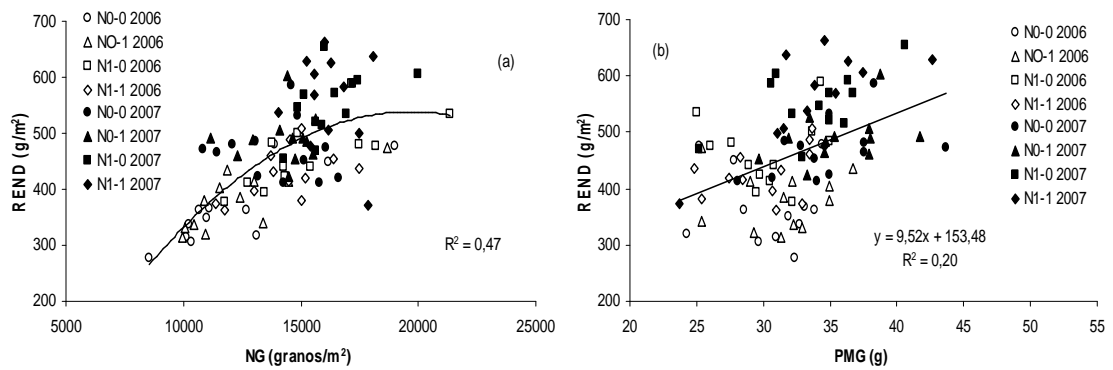 700
600
500
400
300
200
REND (g/m²)
5000 10000 15000 20000 25000
NG (granos/m²)
N0-0 2006
NO-1 2006
N1-0 2006
N1-1 2006
N0-0 2007
N0-1 2007
N1-0 2007
N1-1 2007
(a)
R² = 0,47
700
600
500
400
300
200
REND (g/m²)
20 25 30 35 40 45 50 55
PMG (g)
(b)
N0-0 2006
N0-1 2006
N1-0 2006
N1-1 2006
N0-0 2007
N0-1 2007
N1-0 2007
N1-1 2007
y = 9,52x + 153,48
R² = 0,20